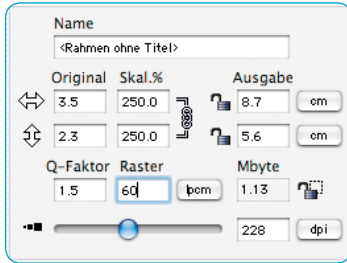 Name
<Rahmen ohne Titel>
Original Skal.% Ausgabe
3.5 250.0 8.7 cm
2.3 250.0 5.6 cm
Q-Faktor Raster Mbyte
1.5 60 lpcm 1.13
228 dpi